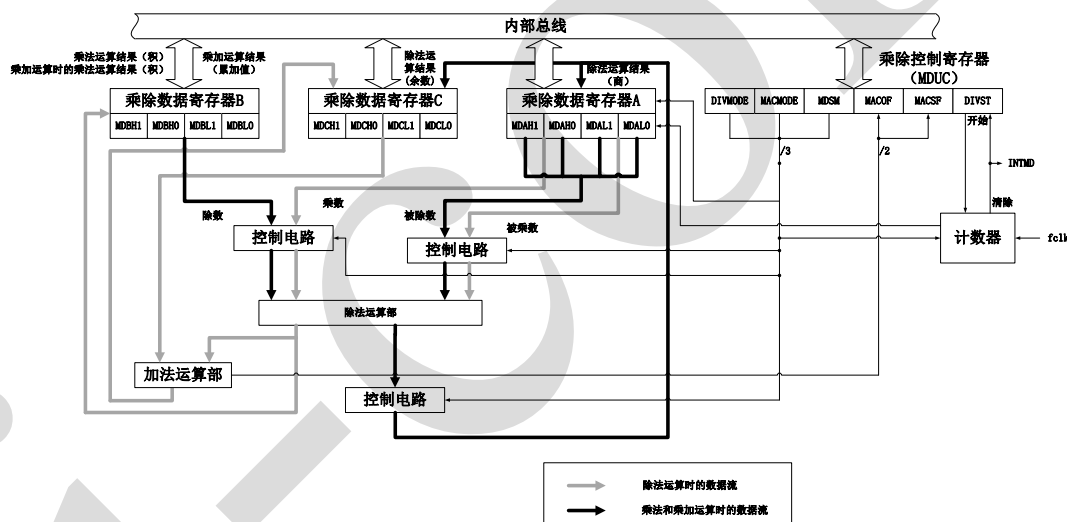 内部总线
乘法运算结果（积）
乘加运算时的乘法运算结果（积）
乘加运算结果
（累加值）
除法运
算结果
(余数)
除法运算结果
（商）
乘除控制寄存器
（MDUC）
乘除数据寄存器B
MDBH1 MDBH0 MDBL1 MDBL0
乘除数据寄存器C
MDCH1 MDCH0 MDCL1 MDCL0
乘除数据寄存器A
MDAH1 MDAH0 MDAL1 MDAL0
DIVMODE MACMODE MDSM MACOF MACSF DIVST
开始
/3
/2
INTMD
清除
除数
乘数
被除数
被乘数
控制电路
控制电路
计数器
fclk
除法运算部
加法运算部
控制电路
除法运算时的数据流
乘法和乘加运算时的数据流